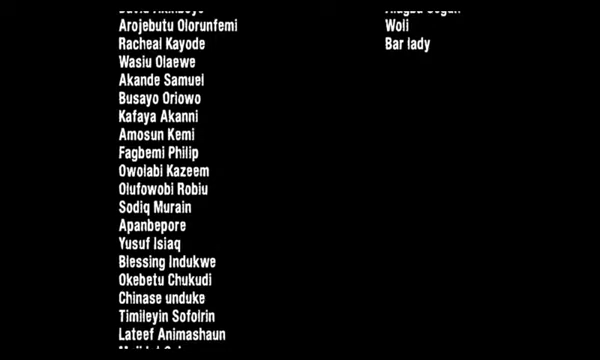 Arojebutu Olorunfemi Woli
Racheal Kayode Bar lady
Wasiu Olaewe
Akande Samuel
Busayo Oriowo
Kafaya Akanni
Amosun Kemi
Fagbemi Philip
Owolabi Kazeem
Olufowobi Robiu
Sodiq Murain
Apanbepore
Yusuf Isiaq
Blessing Indukwe
Okebetu Chukudi
Chinase unduke
Timileyin Sofolrin
Lateef Animashaun